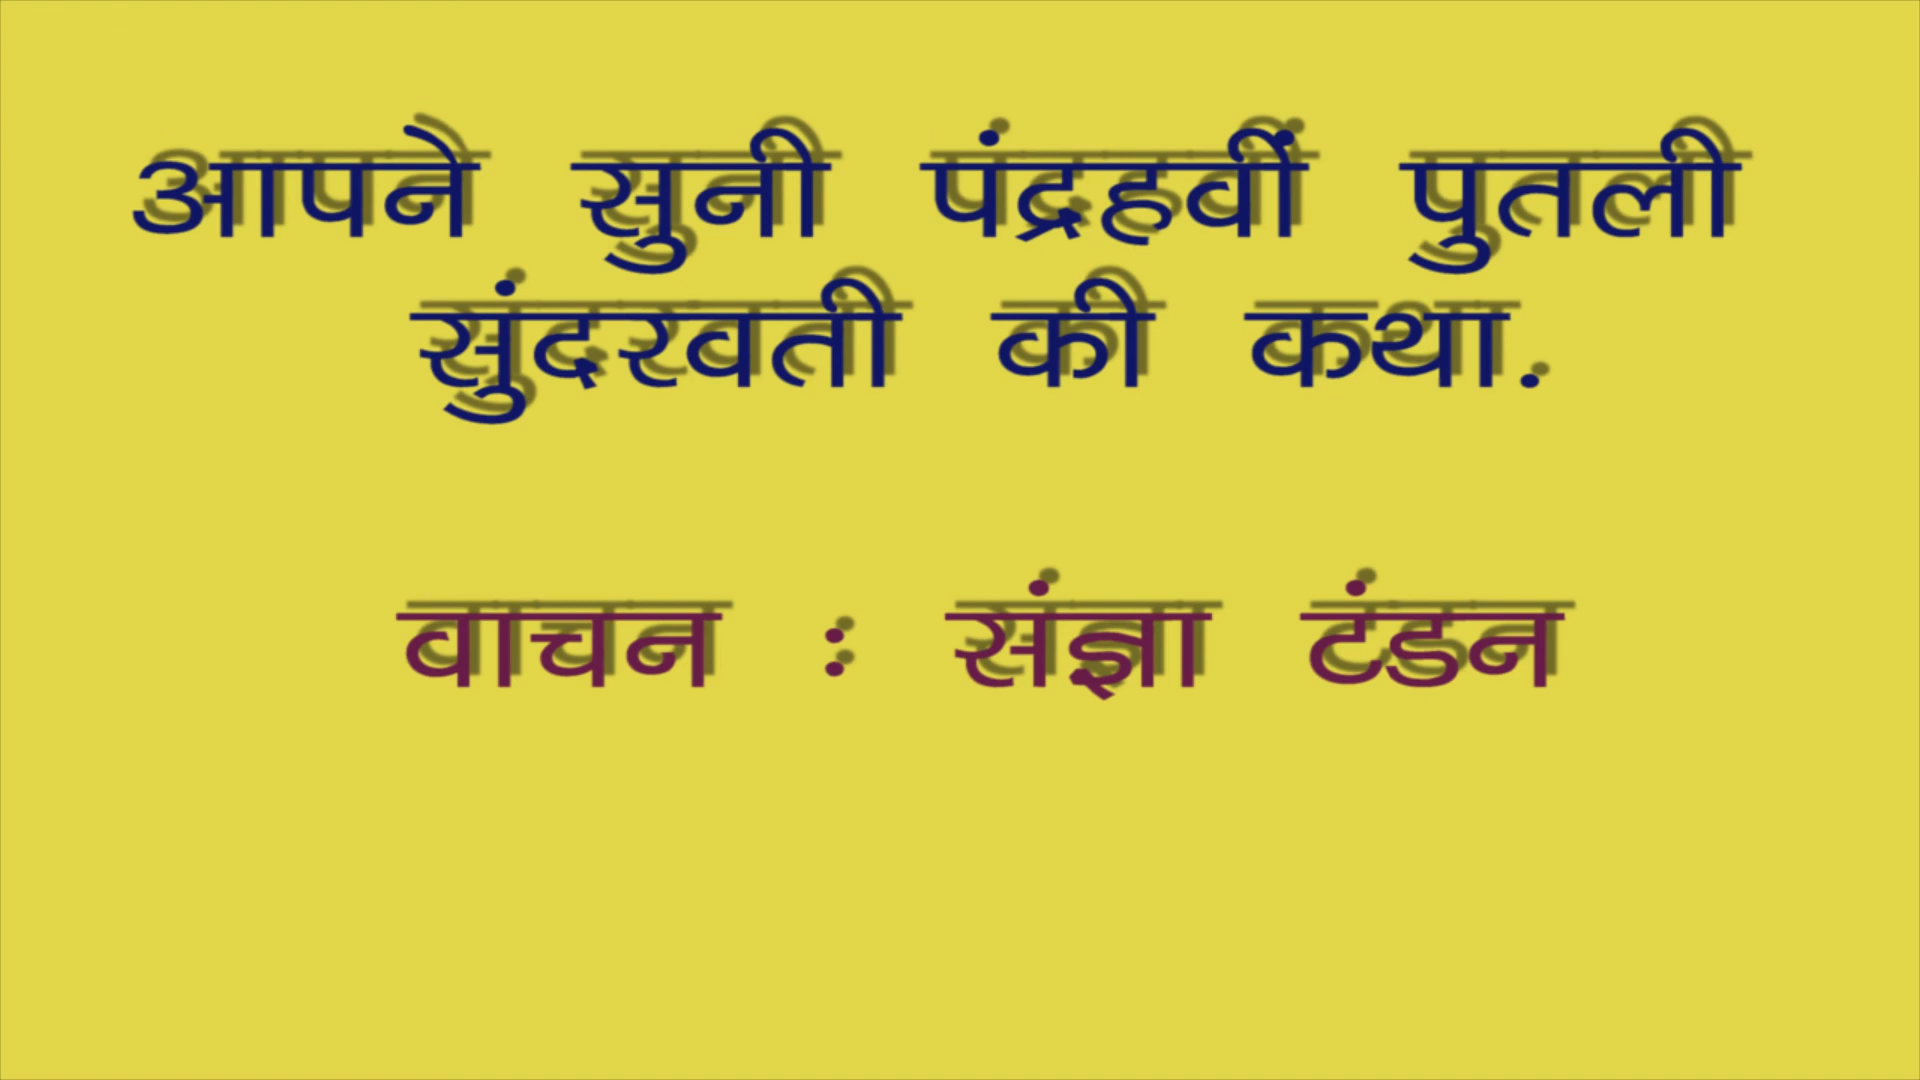 आपने सुनी पंद्रहवीं पुतली
सुंदरवती की कथा.
वाचन : संज्ञा टंडन